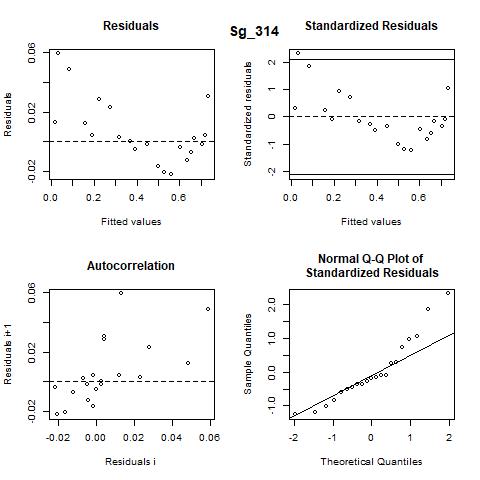 Sg_314
Residuals
Residuals
0.06
0.02
-0.02
0.0 0.2 0.4 0.6
Fitted values
Standardized Residuals
Standardized residuals
2
1
0
-1
-2
0.0 0.2 0.4 0.6
Fitted values
Autocorrelation
Residuals i+1
0.06
0.02
-0.02
-0.02 0.00 0.02 0.04 0.06
Residuals i
Normal Q-Q Plot of
Standardized Residuals
Sample Quantiles
2.0
1.0
0.0
-1.0
-2 -1 0 1 2
Theoretical Quantiles